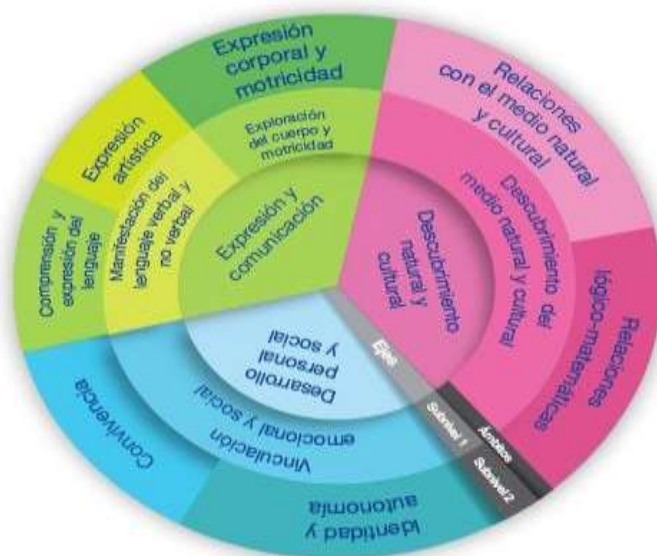 Expresión corporal y
motricidad
Relaciones
con el medio natural
y cultural
Expresión
artística
Exploración
del cuerpo y
motricidad
Comprensión y
expresión del
lenguaje
Manifestación del
lenguaje verbal y
no verbal
Expresión y
comunicación
Descubrimiento
natural y
cultural
Descubrimiento del
medio natural y cultural
Relaciones
lógico-matemáticas
Desarrollo
personal
y social
Ejes
Subnivel 1
Ámbitos
Subnivel 2
Vinculación
emocional y social
Convivencia
Identidad y
autonomía